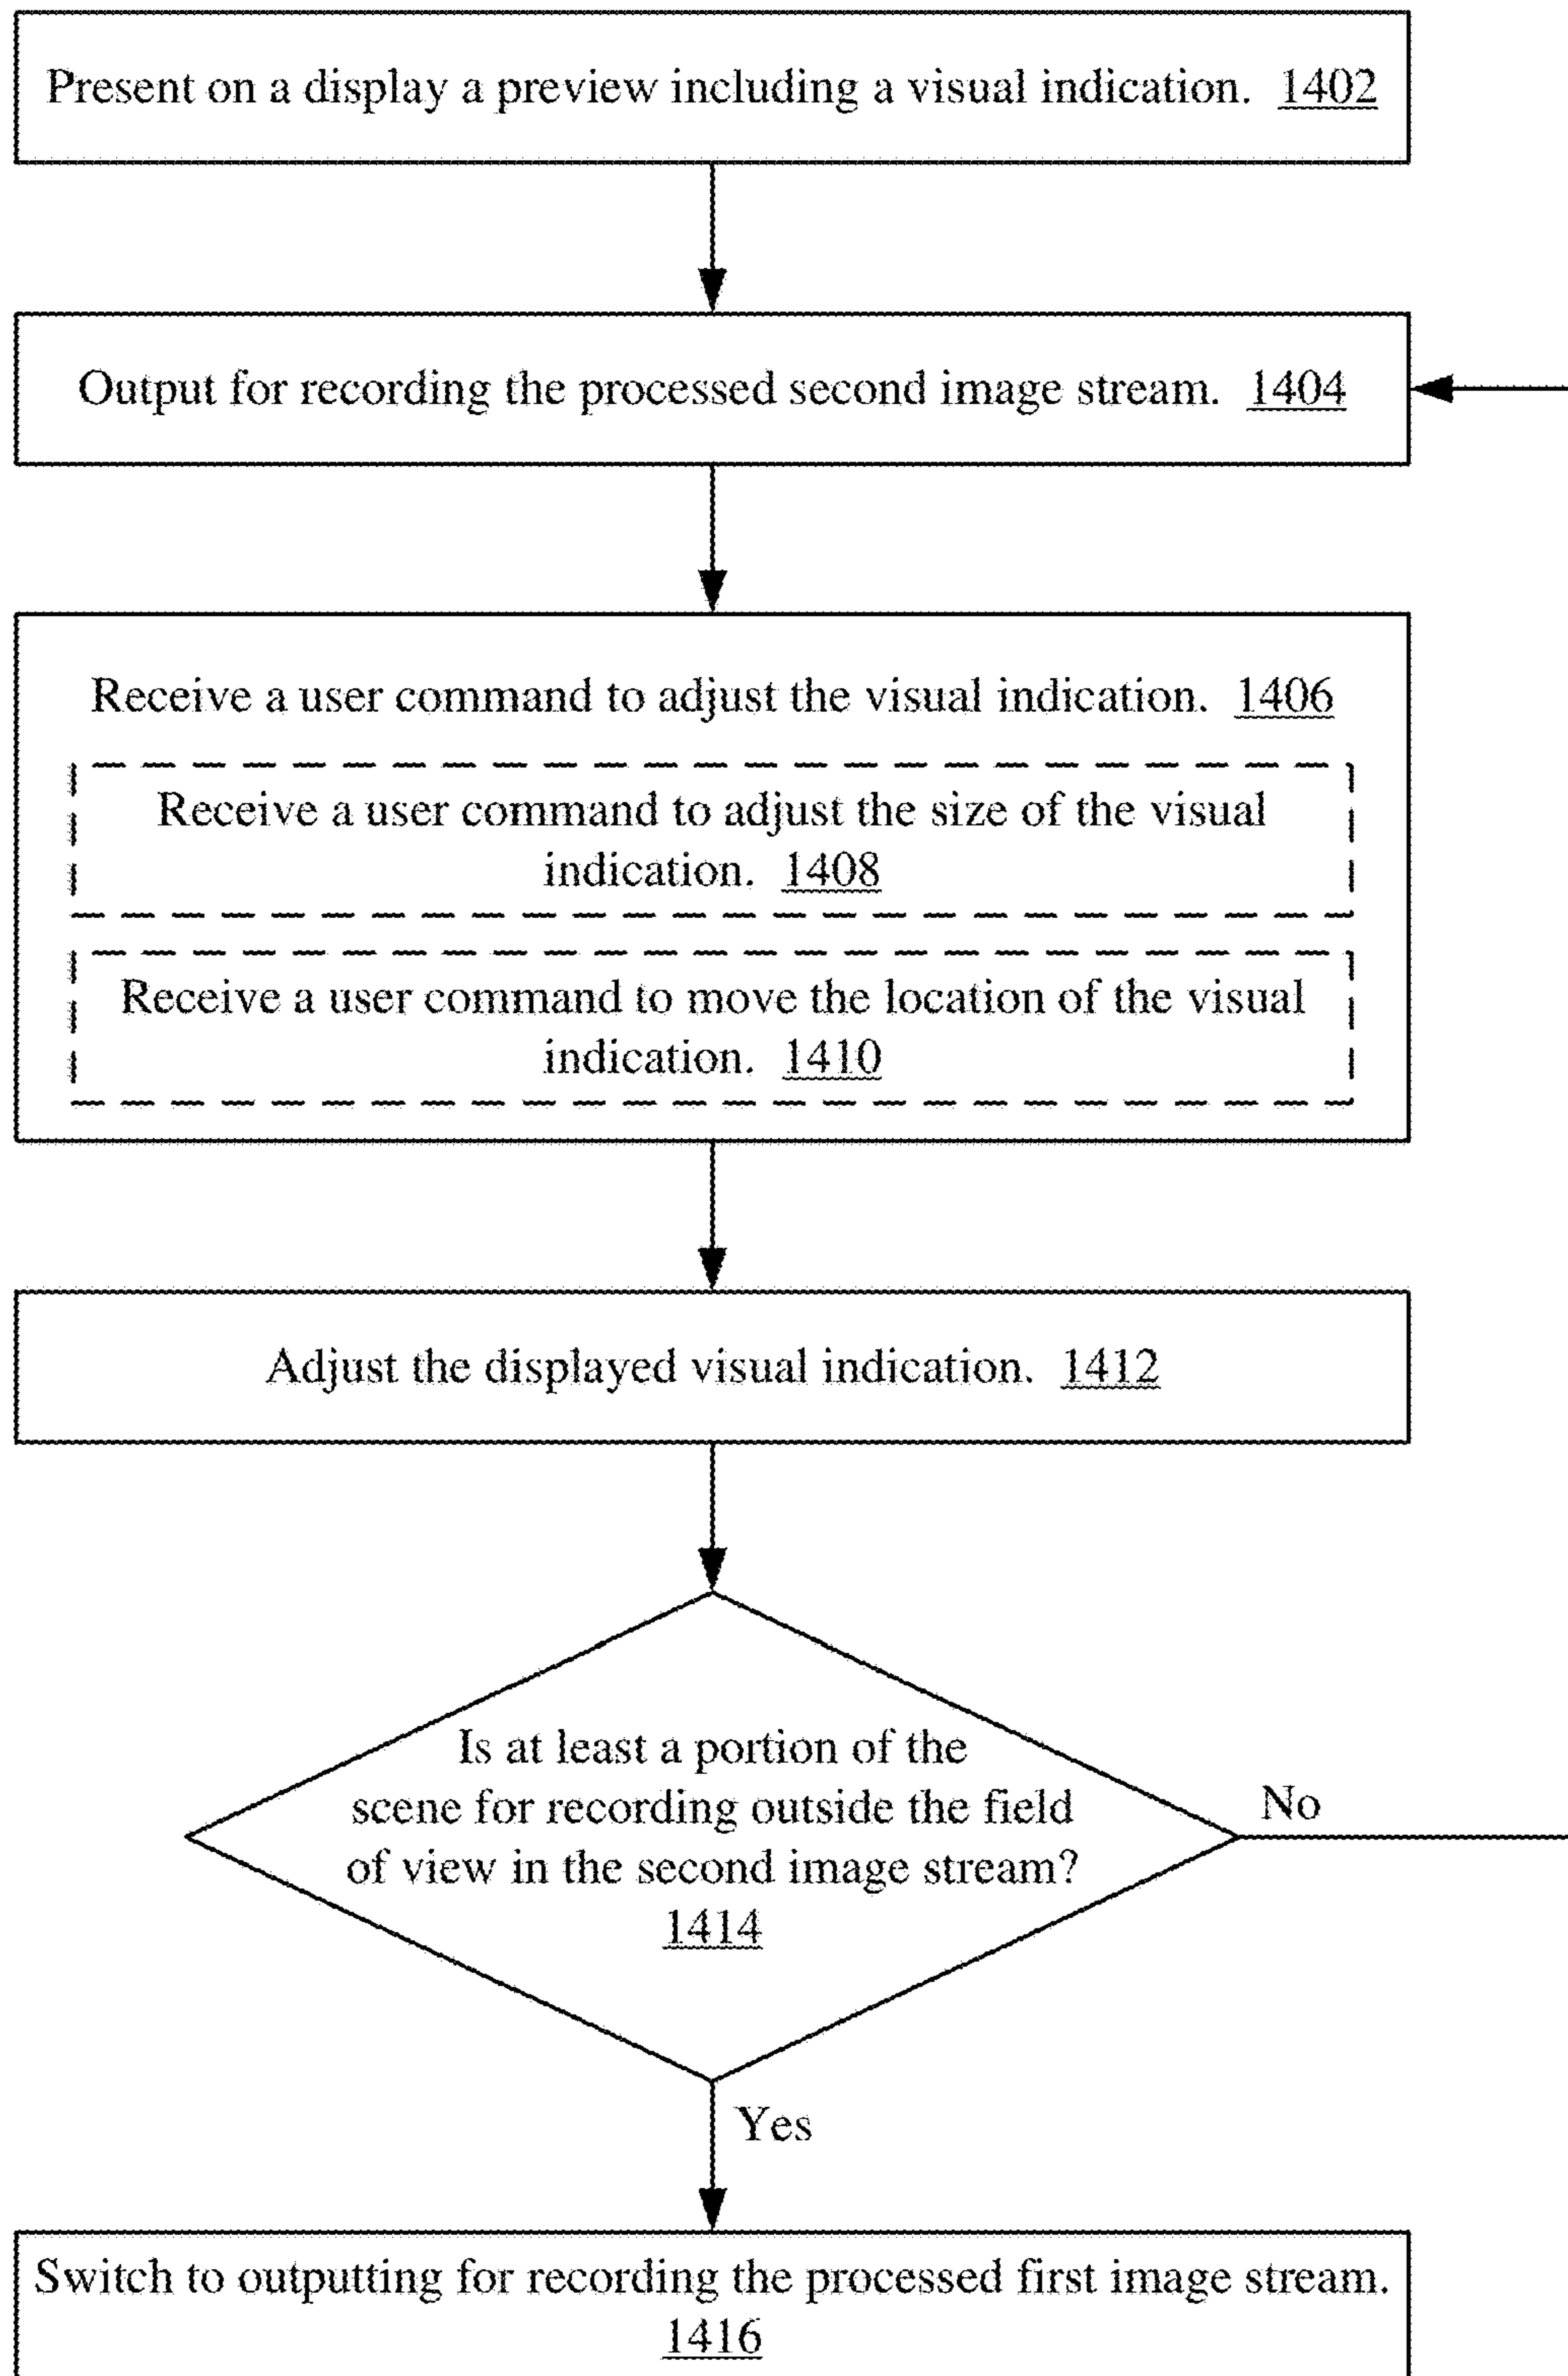 Present on a display a preview including a visual indication. 1402
Output for recording the processed second image stream. 1404
Receive a user command to adjust the visual indication. 1406
Receive a user command to adjust the size of the visual
indication. 1408
Receive a user command to move the location of the visual
indication. 1410
Adjust the displayed visual indication. 1412
Is at least a portion of the
scene for recording outside the field
of view in the second image stream?
1414
No
Yes
Switch to outputting for recording the processed first image stream.
1416